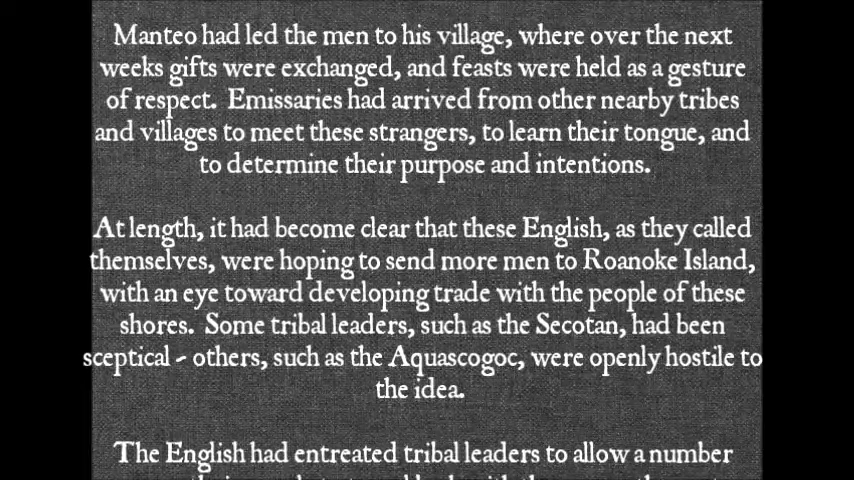 Manteo had led the men to his village, where over the next
weeks gifts were exchanged, and feasts were held as a gesture
of respect. Emissaries had arrived from other nearby tribes
and villages to meet these strangers, to learn their tongue, and
to determine their purpose and intentions.
At length, it had become clear that these English, as they called
themselves, were hoping to send more men to Roanoke Island,
with an eye toward developing trade with the people of these
shores. Some tribal leaders, such as the Secotan, had been
sceptical - others, such as the Aquascogoc, were openly hostile to
the idea.
The English had entreated tribal leaders to allow a number